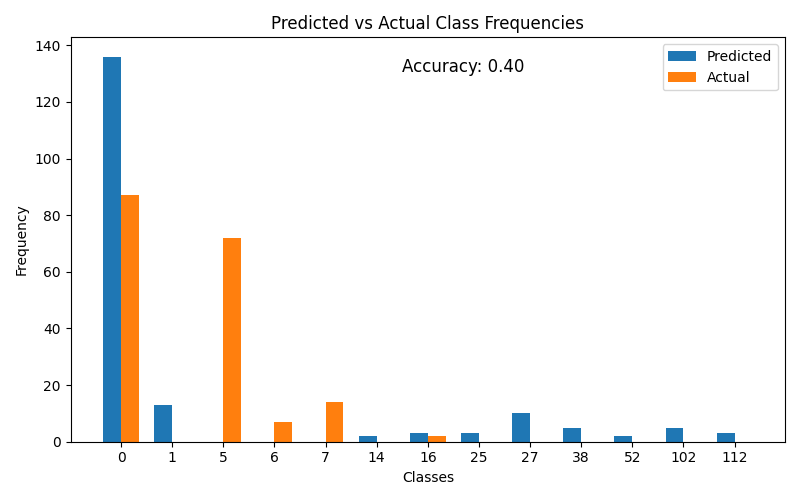 Predicted vs Actual Class Frequencies
Accuracy: 0.40
Predicted
Actual
Frequency
140
120
100
80
60
40
20
0
0 1 5 6 7 14 16 25 27 38 52 102 112
Classes